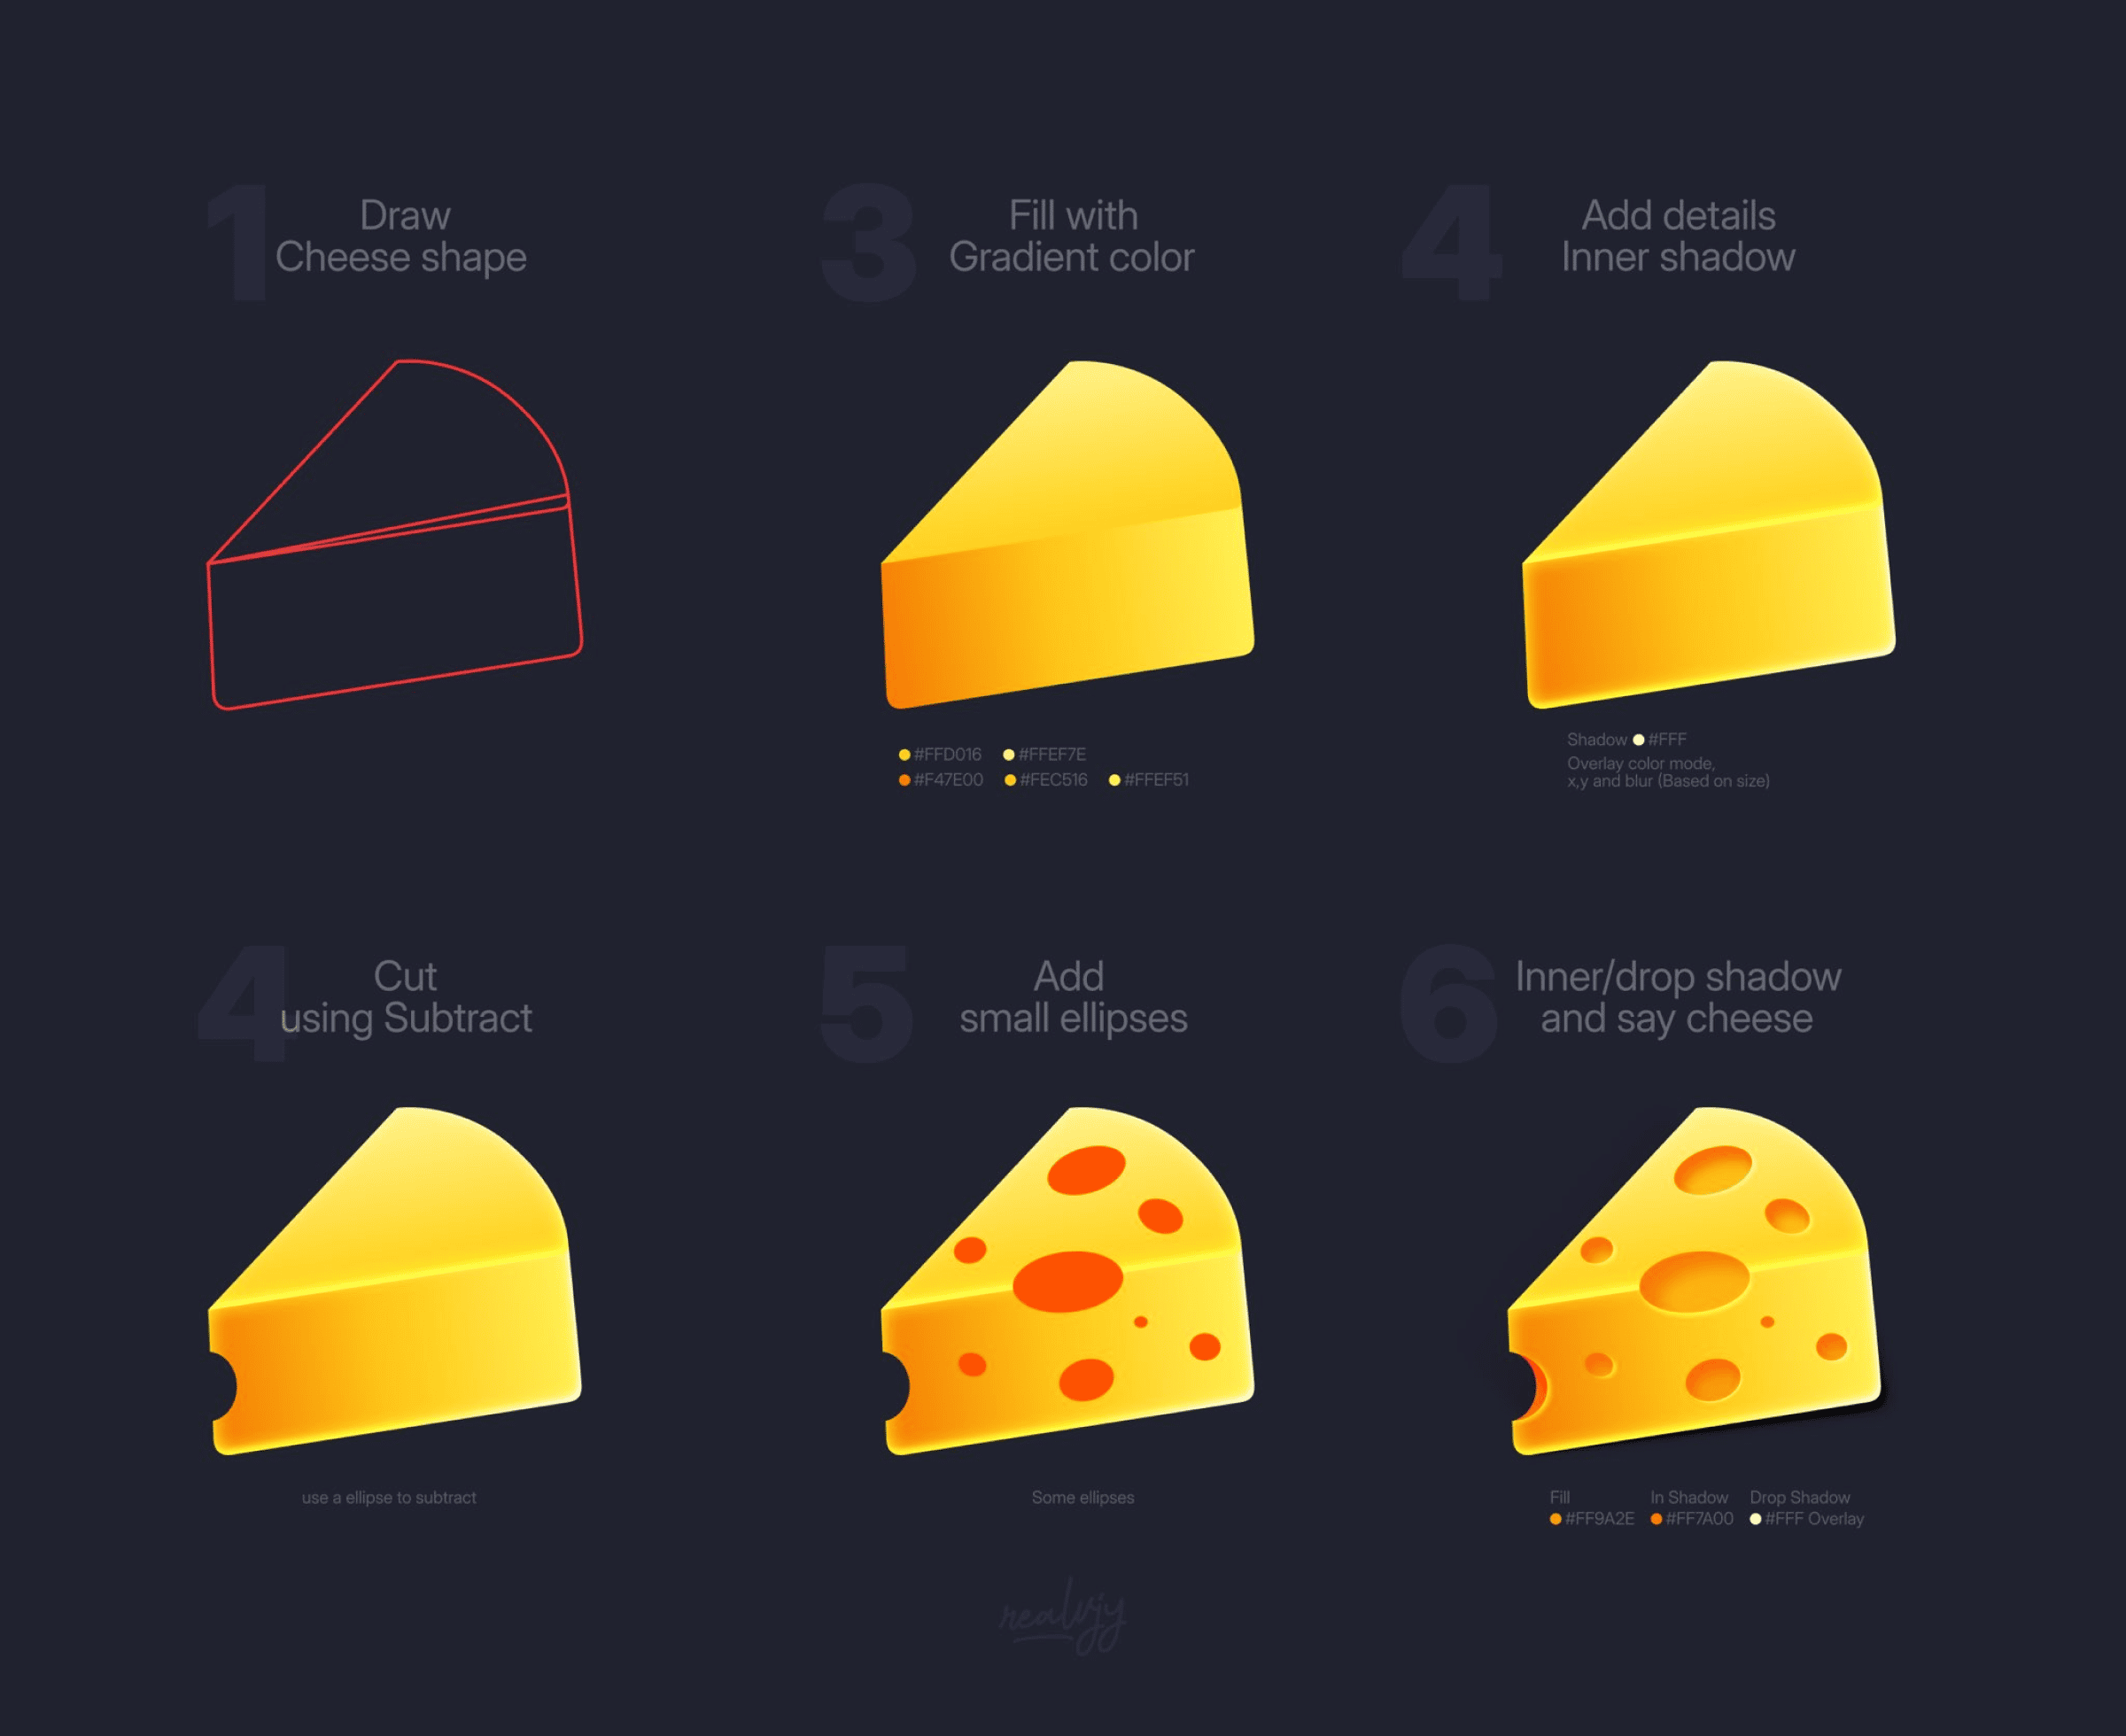 1
Draw
Cheese shape
3
Fill with
Gradient color
#FFD016 #FFEF7E
#F47E00 #FEC516 #FFEF51
4
Add details
Inner shadow
Shadow #FFF
Overlay color mode,
x,y and blur (Based on size)
4
Cut
using Subtract
use a ellipse to subtract
5
Add
small ellipses
Some ellipses
6
Inner/drop shadow
and say cheese
Fill In Shadow Drop Shadow
#FF9A2E #FF7A00 #FFF Overlay
realvjy